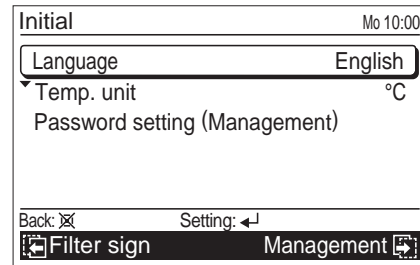 Initial Mo 10:00
Language English
Temp. unit °C
Password setting (Management)
Back: Setting:
Filter sign Management